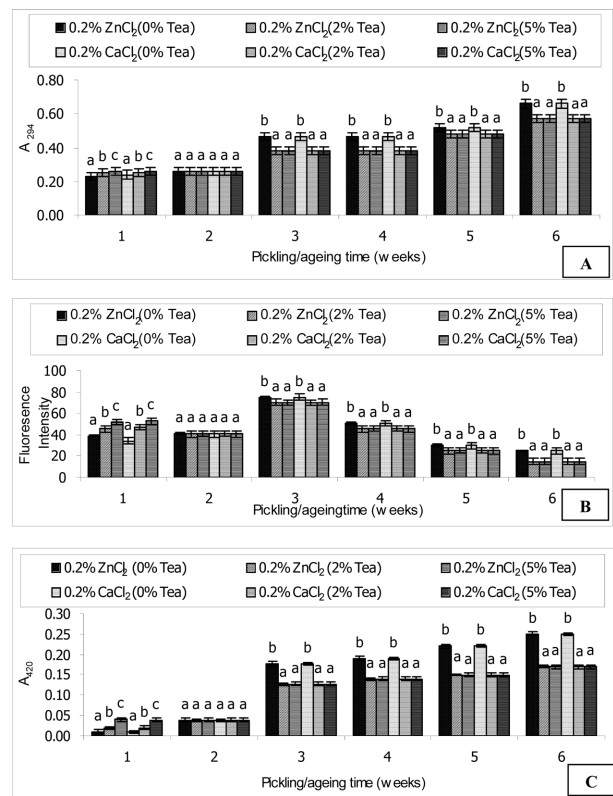 0.2% ZnCl2(0% Tea) 0.2% ZnCl2(2% Tea) 0.2% ZnCl2(5% Tea)
0.2% CaCl2(0% Tea) 0.2% CaCl2(2% Tea) 0.2% CaCl2(5% Tea)
0.80
0.60
0.40
0.20
0.00
A 294
a b c a b c
a a a a a a
b a a b a a
b a a b a a
b a a b a a
b a a b a a
1 2 3 4 5 6
Pickling/ageing time (weeks)
A
0.2% ZnCl2(0% Tea) 0.2% ZnCl2(2% Tea) 0.2% ZnCl2(5% Tea)
0.2% CaCl2(0% Tea) 0.2% CaCl2(2% Tea) 0.2% CaCl2(5% Tea)
100
80
60
40
20
0
Fluoresence
Intensity
a b c a b c
a a a a a a
b a a b a a
b a a b a a
b a a b a a
b a a b a a
1 2 3 4 5 6
Pickling/ageingtime (weeks)
B
0.2% ZnCl2 (0% Tea) 0.2% ZnCl2(2% Tea) 0.2% ZnCl2(5% Tea)
0.2% CaCl2(0% Tea) 0.2% CaCl2(2% Tea) 0.2% CaCl2(5% Tea)
0.30
0.25
0.20
0.15
0.10
0.05
0.00
A420
a b c a b c
a a a a a a
b a a b a a
b a a b a a
b a a b a a
b a a b a a
1 2 3 4 5 6
Pickling/ageing time (weeks)
C